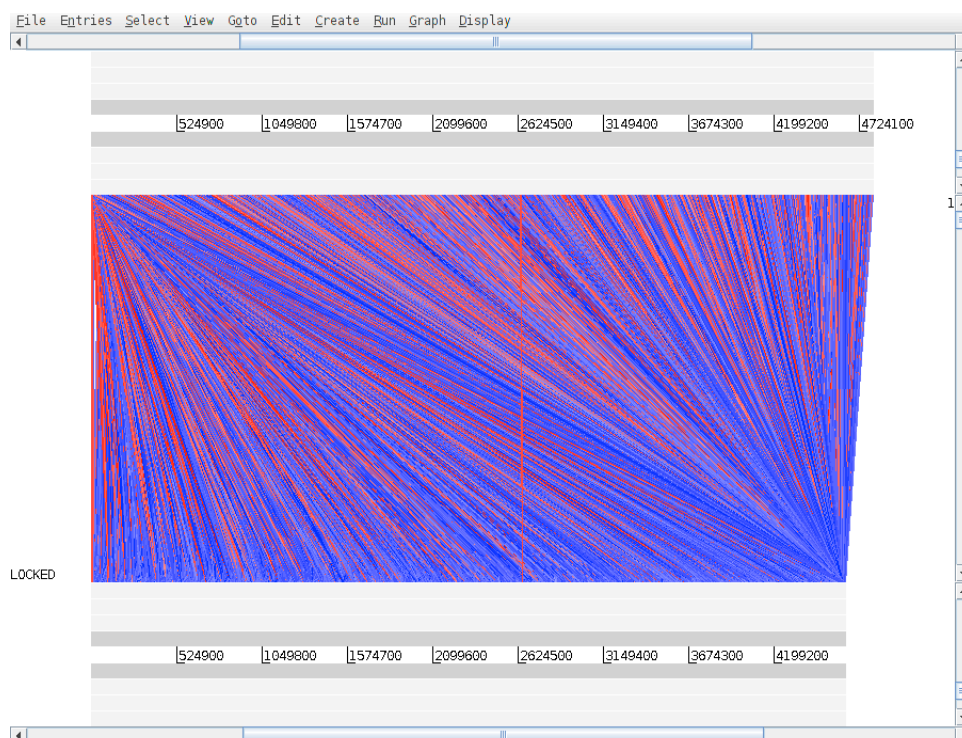 File Entries Select View Goto Edit Create Run Graph Display
524900 1049800 1574700 2099600 2624500 3149400 3674300 4199200 4724100
1
LOCKED
524900 1049800 1574700 2099600 2624500 3149400 3674300 4199200